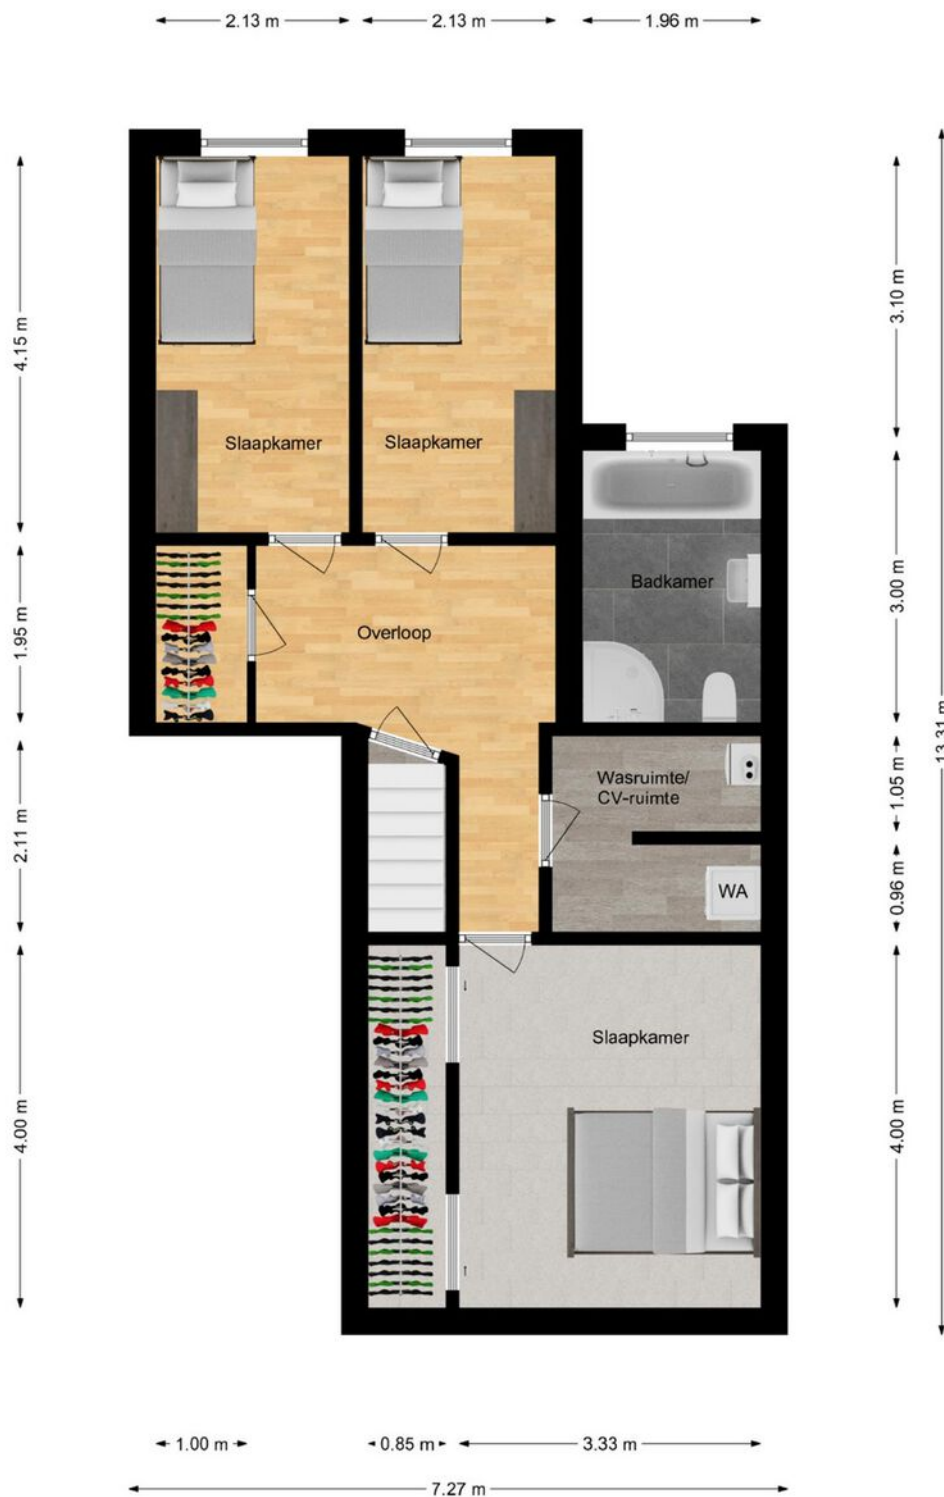 2.13 m
2.13 m
1.96 m
4.15 m
3.10 m
Slaapkamer
Slaapkamer
Badkamer
3.00 m
1.95 m
Overloop
13.31 m
Wasruimte/
CV-ruimte
1.05 m
2.11 m
0.96 m
WA
Slaapkamer
4.00 m
4.00 m
1.00 m
0.85 m
3.33 m
7.27 m